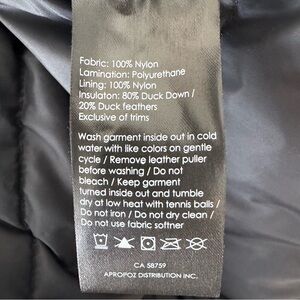 Fabric: 100% Nylon
Lamination: Polyurethane
Lining: 100% Nylon
Insulaton: 80% Duck Down /
20% Duck feathers
Exclusive of trims
Wash garment inside out in cold
water with like colors on gentle
cycle / Remove leather puller
before washing / Do not
bleach / Keep garment
turned inside out and tumble
dry at low heat with tennis balls /
Do not iron / Do not dry clean /
Do not use fabric softner
CA 58759
APROFOZ DISTRIBUTION INC.